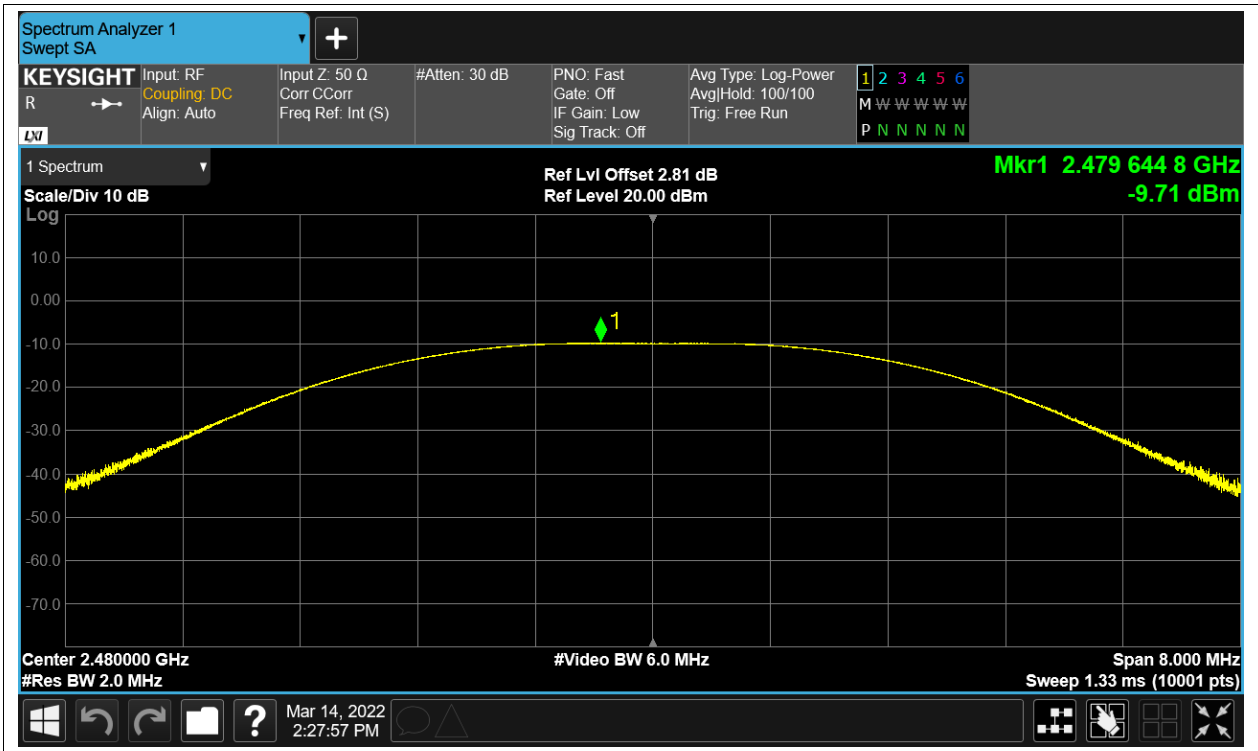 Spectrum Analyzer 1
Swept SA
+
KEYSIGHT
R
LXI
Input: RF
Coupling: DC
Align: Auto
Input Z: 50 Ω
Corr CCorr
Freq Ref: Int (S)
#Atten: 30 dB
PNO: Fast
Gate: Off
IF Gain: Low
Sig Track: Off
Avg Type: Log-Power
Avg|Hold: 100/100
Trig: Free Run
1 2 3 4 5 6
M W W W W W W
P N N N N N N
1 Spectrum
Scale/Div 10 dB
Log
Ref Lvl Offset 2.81 dB
Ref Level 20.00 dBm
Mkr1 2.479 644 8 GHz
-9.71 dBm
10.0
0.00
1
-10.0
-20.0
-30.0
-40.0
-50.0
-60.0
-70.0
Center 2.480000 GHz
#Video BW 6.0 MHz
Span 8.000 MHz
#Res BW 2.0 MHz
Sweep 1.33 ms (10001 pts)
?
Mar 14, 2022
2:27:57 PM